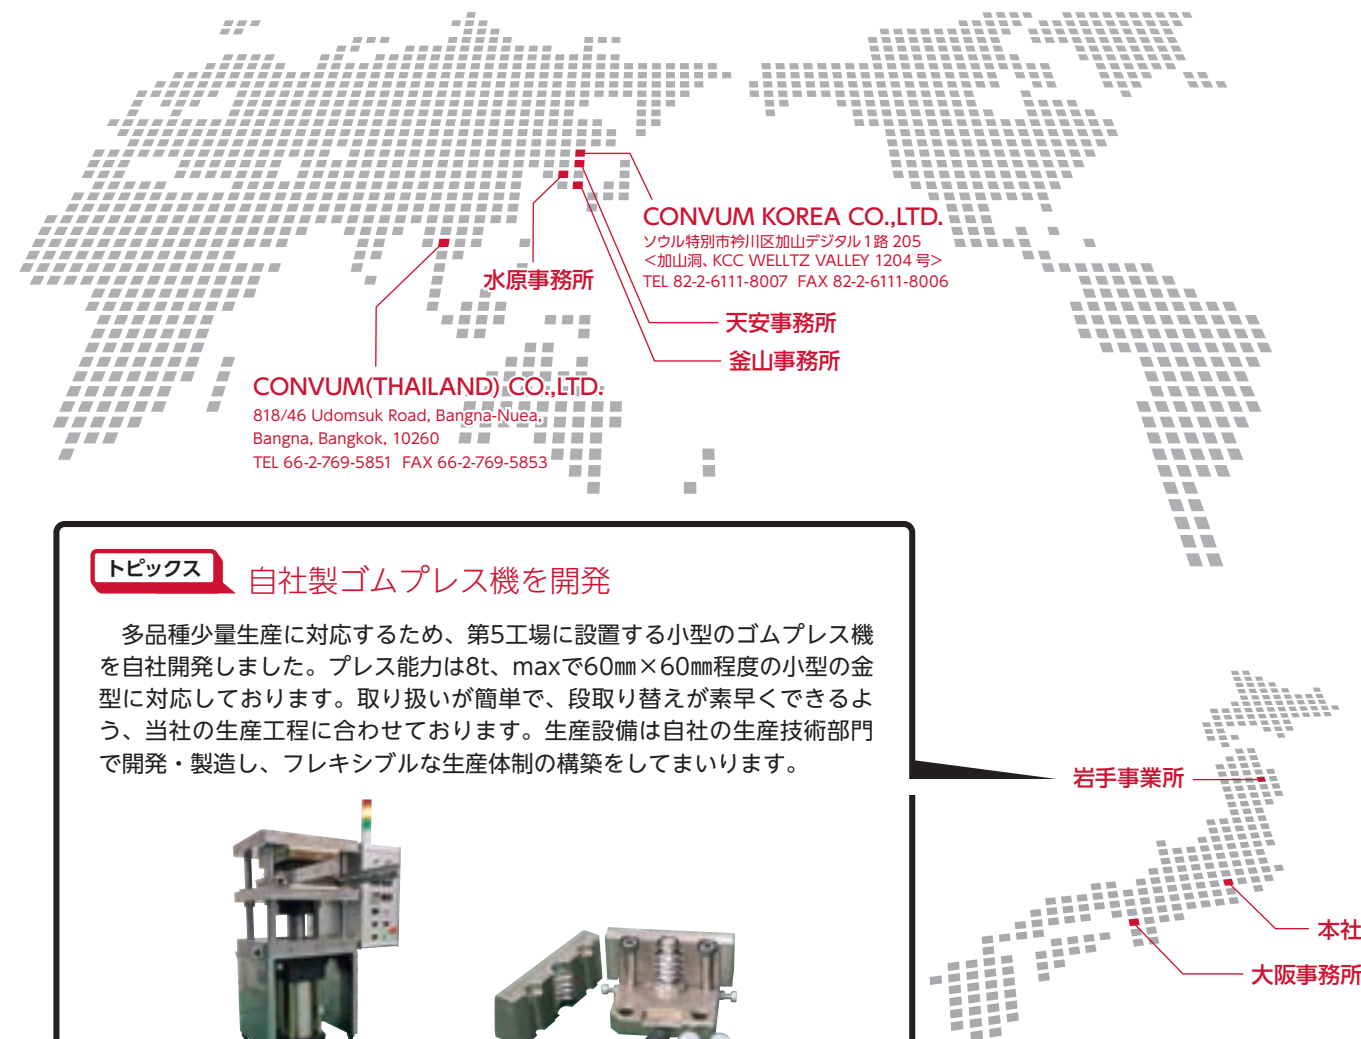 CONVUM KOREA CO.,LTD.
ソウル特別市衿川区加山デジタル1路 205
<加山洞、KCC WELLTZ VALLEY 1204 号>
TEL 82-2-6111-8007 FAX 82-2-6111-8006
水原事務所
天安事務所
釜山事務所
CONVUM(THAILAND) CO.,LTD.
818/46 Udomsuk Road, Bangna-Nuea,
Bangna, Bangkok, 10260
TEL 66-2-769-5851 FAX 66-2-769-5853
トピックス
自社製ゴムプレス機を開発
多品種少量生産に対応するため、第5工場に設置する小型のゴムプレス機
を自社開発しました。プレス能力は8t、maxで60㎜×60㎜程度の小型の金
型に対応しております。取り扱いが簡単で、段取り替えが素早くできるよ
う、当社の生産工程に合わせております。生産設備は自社の生産技術部門
で開発・製造し、フレキシブルな生産体制の構築をしてまいります。
岩手事業所
本社
大阪事務所